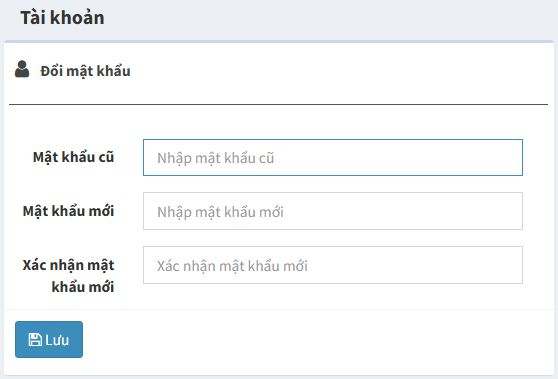 Tài khoản
Đổi mật khẩu
Mật khẩu cũ
Nhập mật khẩu cũ
Mật khẩu mới
Nhập mật khẩu mới
Xác nhận mật
khẩu mới
Xác nhận mật khẩu mới
Lưu